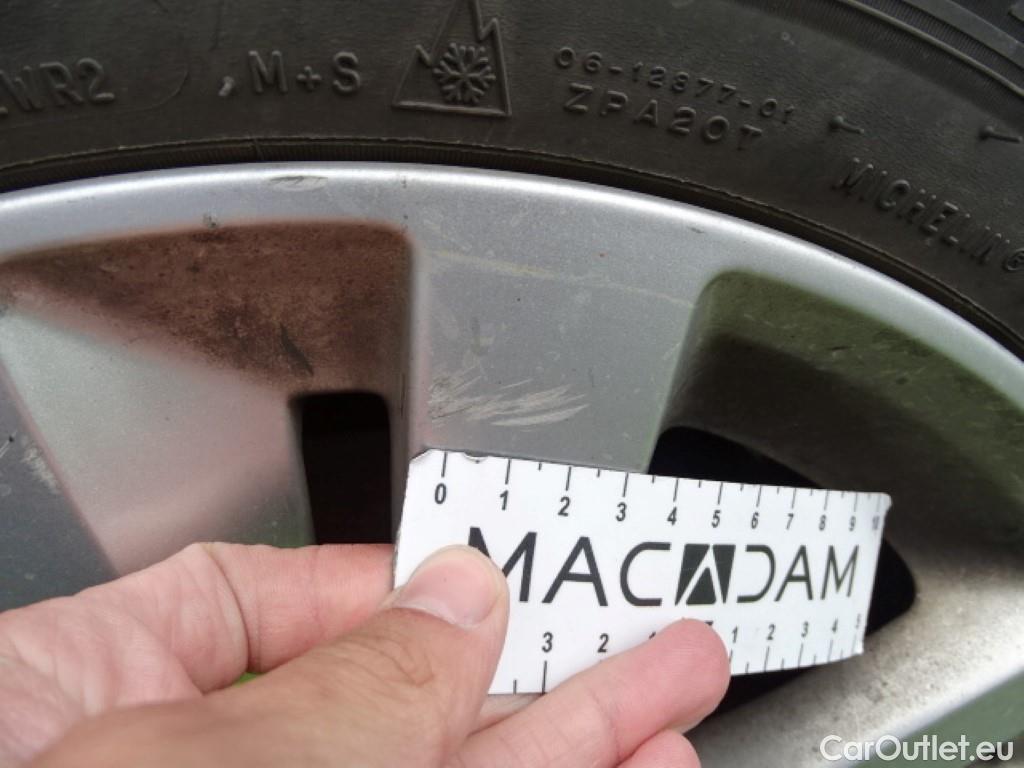 WR2 M+S
06-12877-01
ZPA20T
MICHELIN®
0 1 2 3 4 5 6 7 8 9 10
MACADAM
3 2 1 1 2 3 4 5
CarOutlet.eu